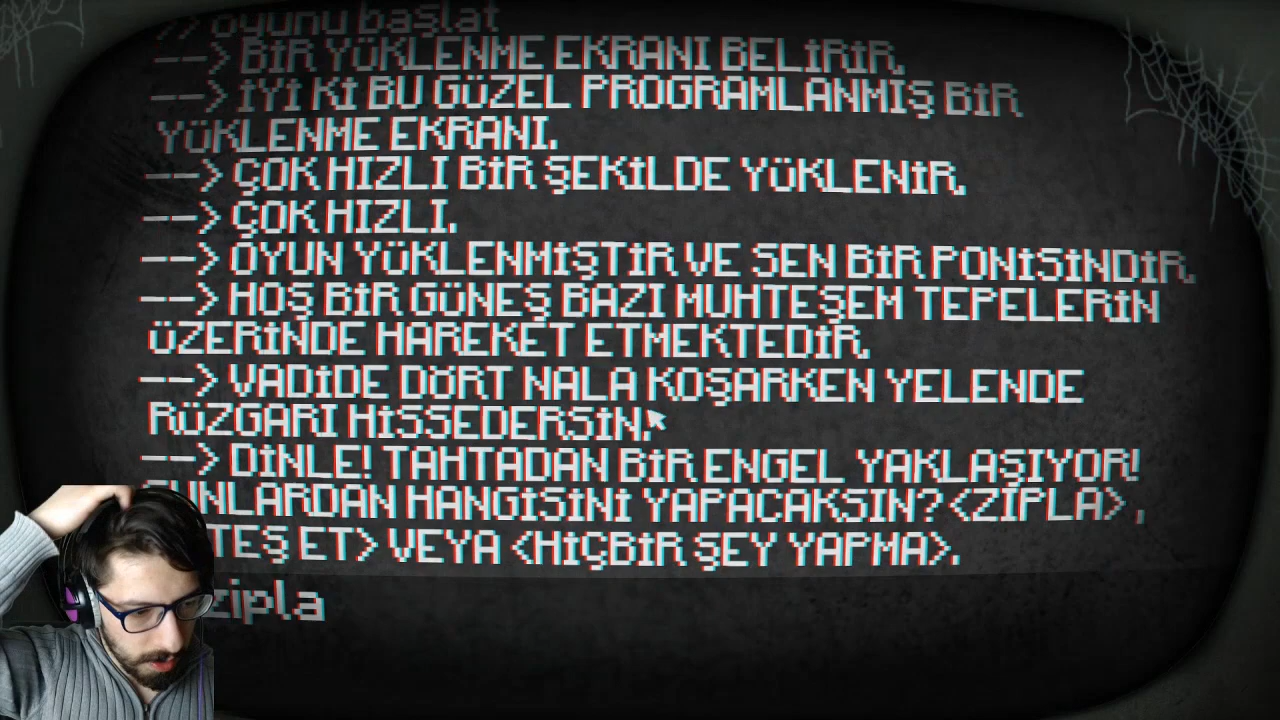 >> oyunu başlat
--> BİR YÜKLENME EKRANI BELİRİR.
--> İYİ Kİ BU GÜZEL PROGRAMLANMIŞ BİR
YÜKLENME EKRANI.
--> ÇOK HIZLI BİR ŞEKİLDE YÜKLENİR.
--> ÇOK HIZLI.
--> OYUN YÜKLENMİŞTİR VE SEN BİR PONİSİNDİR.
--> HOŞ BİR GÜNEŞ BAZI MUHTEŞEM TEPELERİN
ÜZERİNDE HAREKET ETMEKTEDİR.
--> VADİDE DÖRT NALA KOŞARKEN YELENDE
RÜZGARI HİSSEDERSİN.
--> DİNLE! TAHTADAN BİR ENGEL YAKLAŞIYOR!
UNLARDAN HANGİSİNİ YAPACAKSIN? <ZIPLA>,
TEŞ ET> VEYA <HİÇBİR ŞEY YAPMA>.
zıpla